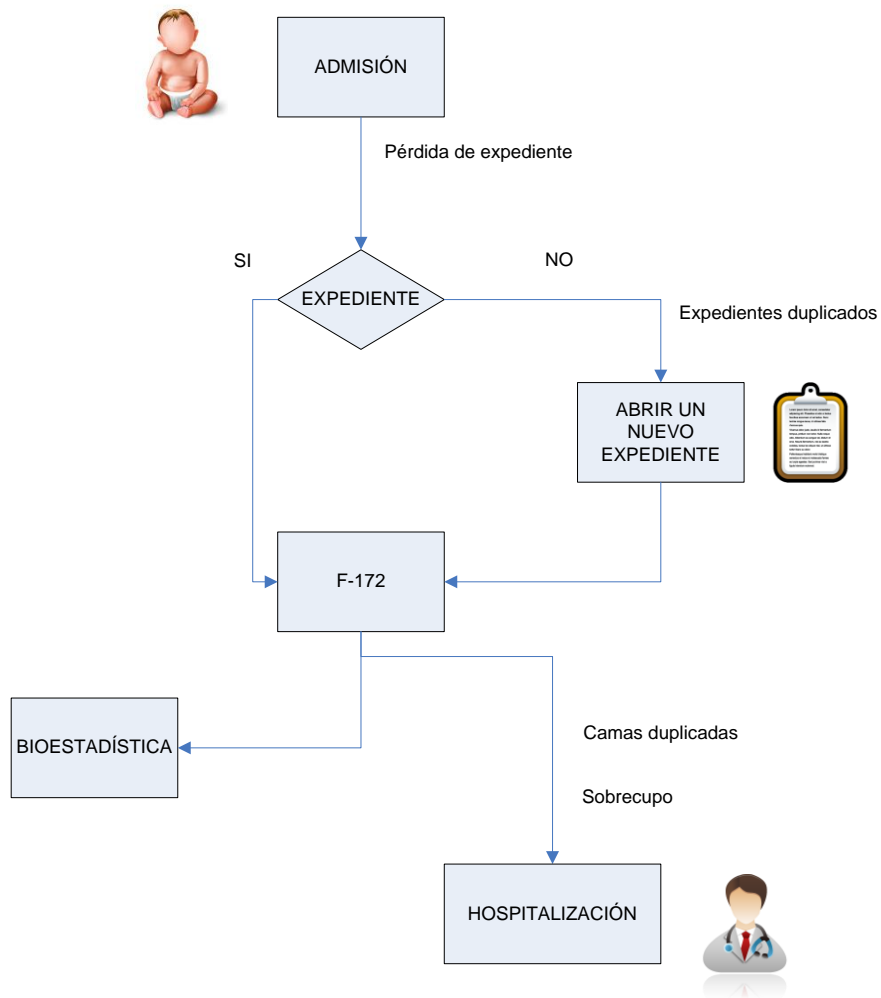 ADMISIÓN
Pérdida de expediente
SI
NO
EXPEDIENTE
Expedientes duplicados
ABRIR UN
NUEVO
EXPEDIENTE
F-172
BIOESTADÍSTICA
Camas duplicadas
Sobrecupo
HOSPITALIZACIÓN